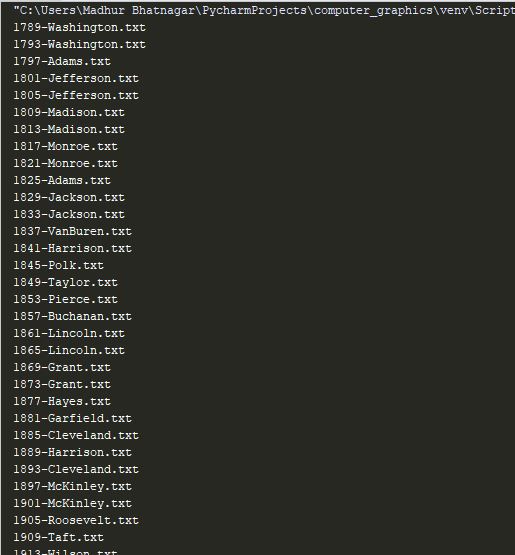 "C:\Users\Madhur Bhatnagar\PycharmProjects\computer_graphics\venv\Script
1789-Washington.txt
1793-Washington.txt
1797-Adams.txt
1801-Jefferson.txt
1805-Jefferson.txt
1809-Madison.txt
1813-Madison.txt
1817-Monroe.txt
1821-Monroe.txt
1825-Adams.txt
1829-Jackson.txt
1833-Jackson.txt
1837-VanBuren.txt
1841-Harrison.txt
1845-Polk.txt
1849-Taylor.txt
1853-Pierce.txt
1857-Buchanan.txt
1861-Lincoln.txt
1865-Lincoln.txt
1869-Grant.txt
1873-Grant.txt
1877-Hayes.txt
1881-Garfield.txt
1885-Cleveland.txt
1889-Harrison.txt
1893-Cleveland.txt
1897-McKinley.txt
1901-McKinley.txt
1905-Roosevelt.txt
1909-Taft.txt
1913-Wilson.txt